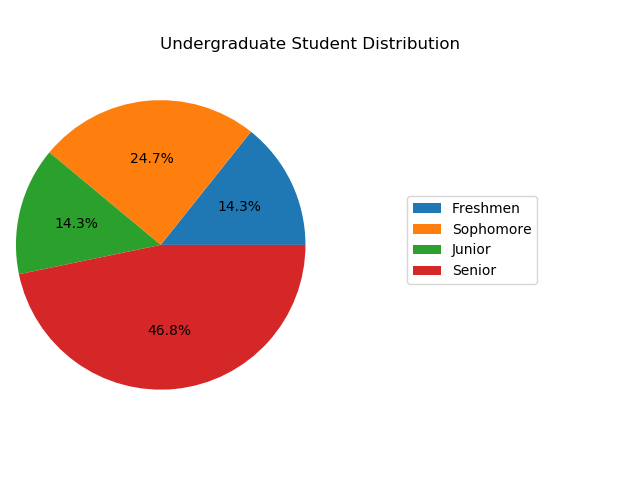 Undergraduate Student Distribution
24.7%
14.3%
14.3%
46.8%
Freshmen
Sophomore
Junior
Senior